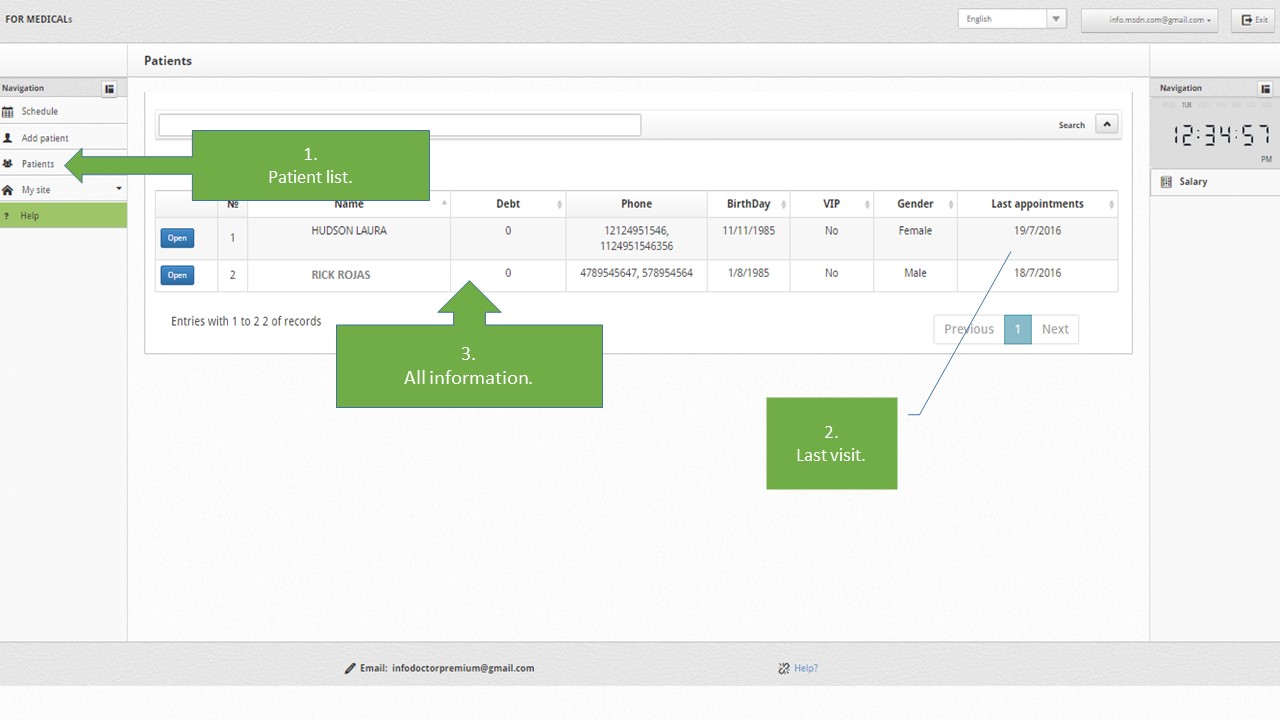 FOR MEDICALs
English
info.msdn.com@gmail.com
Exit
Patients
Navigation
Schedule
Add patient
Patients
My site
? Help
Search
1.
Patient list.
№ Name Debt Phone BirthDay VIP Gender Last appointments
Open 1 HUDSON LAURA 0 12124951546, 11/11/1985 No Female 19/7/2016
1124951546356
Open 2 RICK ROJAS 0 4789545647, 578954564 1/8/1985 No Male 18/7/2016
Entries with 1 to 2 2 of records
Previous 1 Next
3.
All information.
2.
Last visit.
Navigation
TUE
12:34:57
PM
Salary
Email: infodoctorpremium@gmail.com
Help?